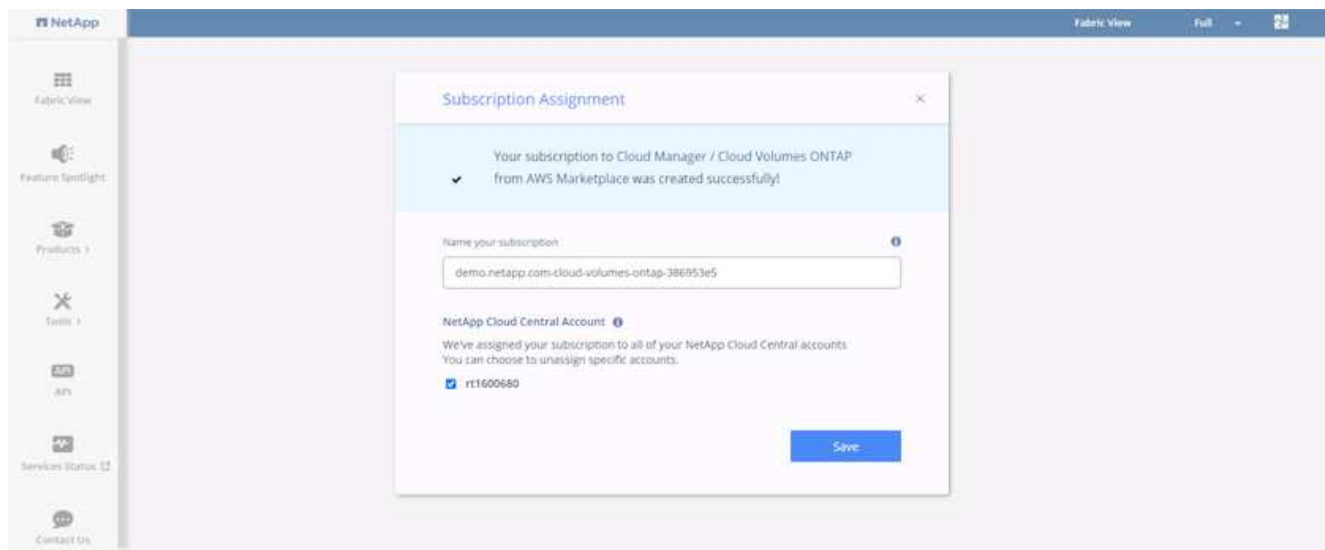 NetApp
Fabric View
Full
Fabric View
Feature Spotlight
Products
Tools
API
API
Services Status
Contact Us
Subscription Assignment
Your subscription to Cloud Manager / Cloud Volumes ONTAP
from AWS Marketplace was created successfully!
Name your subscription
demo.netapp.com-cloud-volumes-ontap-386953e5
NetApp Cloud Central Account
We've assigned your subscription to all of your NetApp Cloud Central accounts.
You can choose to unassign specific accounts.
rt1600680
Save